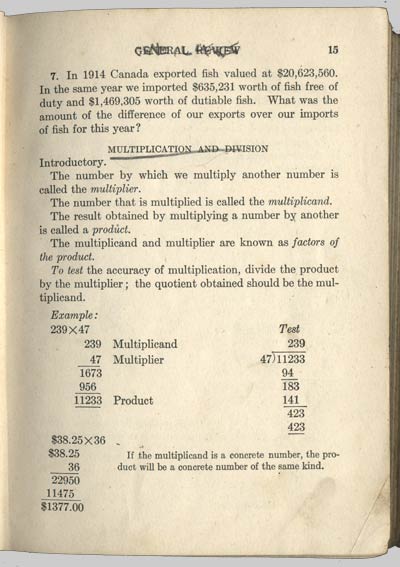 GENERAL REVIEW 15
7. In 1914 Canada exported fish valued at $20,623,560.
In the same year we imported $635,231 worth of fish free of
duty and $1,469,305 worth of dutiable fish. What was the
amount of the difference of our exports over our imports
of fish for this year?
MULTIPLICATION AND DIVISION
Introductory.
The number by which we multiply another number is
called the multiplier.
The number that is multiplied is called the multiplicand.
The result obtained by multiplying a number by another
is called a product.
The multiplicand and multiplier are known as factors of
the product.
To test the accuracy of multiplication, divide the product
by the multiplier; the quotient obtained should be the mul-
tiplicand.
Example:
239×47 Test
239 Multiplicand 239
47 Multiplier 47)11233
1673 94
956 183
11233 Product 141
423
423
$38.25×36
$38.25 If the multiplicand is a concrete number, the pro-
36 duct will be a concrete number of the same kind.
22950
11475
$1377.00